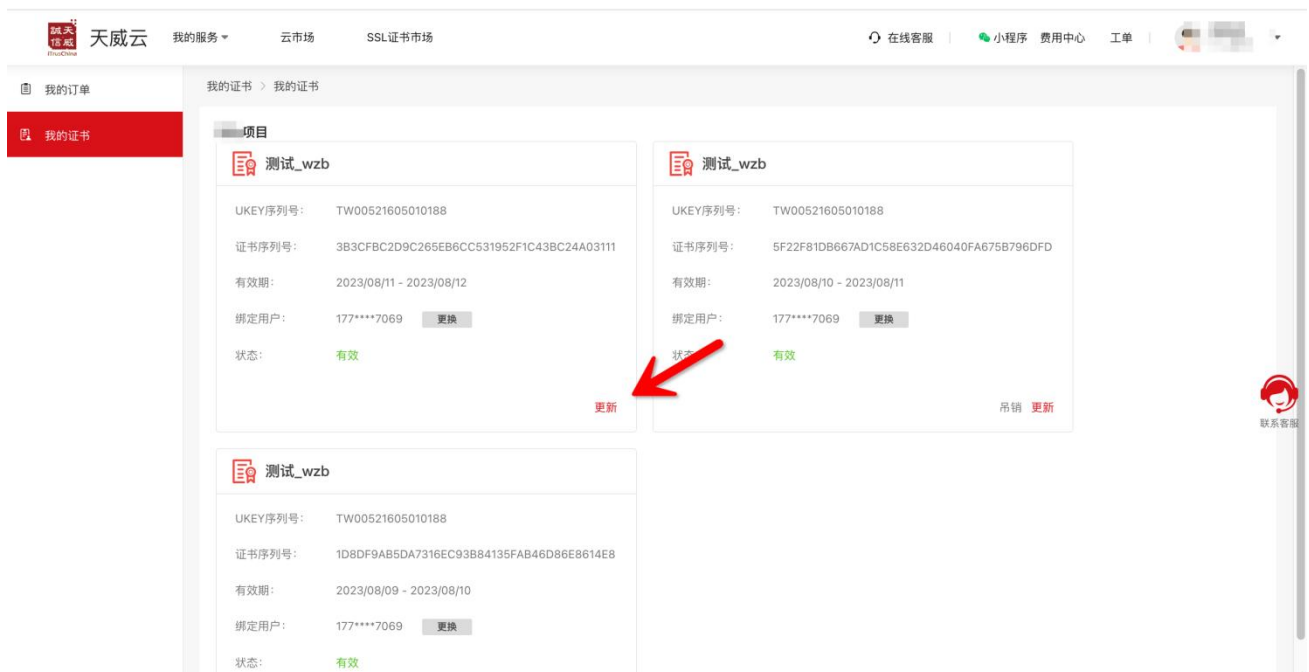 誠天
信威
iTrusChina
天威云
我的服务
云市场
SSL证书市场
在线客服
小程序
费用中心
工单
我的订单
我的证书
我的证书 > 我的证书
项目
测试_wzb
UKEY序列号: TW00521605010188
证书序列号: 3B3CFBC2D9C265EB6CC531952F1C43BC24A03111
有效期: 2023/08/11 - 2023/08/12
绑定用户: 177****7069 更换
状态: 有效
更新
测试_wzb
UKEY序列号: TW00521605010188
证书序列号: 5F22F81DB667AD1C58E632D46040FA675B796DFD
有效期: 2023/08/10 - 2023/08/11
绑定用户: 177****7069 更换
状态 有效
吊销 更新
测试_wzb
UKEY序列号: TW00521605010188
证书序列号: 1D8DF9AB5DA7316EC93B84135FAB46D86E8614E8
有效期: 2023/08/09 - 2023/08/10
绑定用户: 177****7069 更换
状态: 有效
联系客服